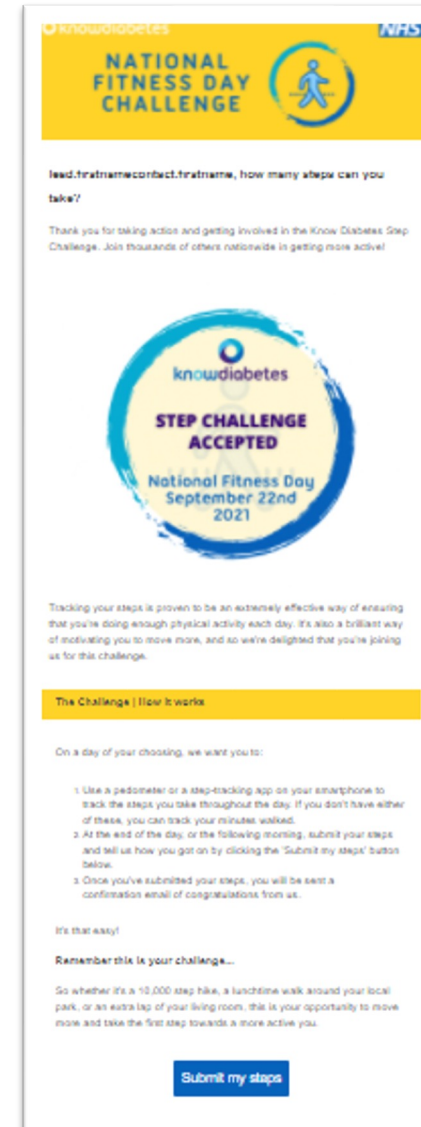 knowdiabetes
NHS
NATIONAL
FITNESS DAY
CHALLENGE
lead.firstnamecontact.firstname, how many steps can you
take?
Thank you for taking action and getting involved in the Know Diabetes Step
Challenge. Join thousands of others nationwide in getting more active!
knowdiabetes
STEP CHALLENGE
ACCEPTED
National Fitness Day
September 22nd
2021
Tracking your steps is proven to be an extremely effective way of ensuring
that you're doing enough physical activity each day. It's also a brilliant way
of motivating you to move more, and so we're delighted that you're joining
us for this challenge.
The Challenge | How it works
On a day of your choosing, we want you to:
1. Use a pedometer or a step-tracking app on your smartphone to
track the steps you take throughout the day. If you don't have either
of these, you can track your minutes walked.
2. At the end of the day, or the following morning, submit your steps
and tell us how you got on by clicking the 'Submit my steps' button
below.
3. Once you've submitted your steps, you will be sent a
confirmation email of congratulations from us.
It's that easy!
Remember this is your challenge...
So whether it's a 10,000 step hike, a lunchtime walk around your local
park, or an extra lap of your living room, this is your opportunity to move
more and take the first step towards a more active you.
Submit my steps